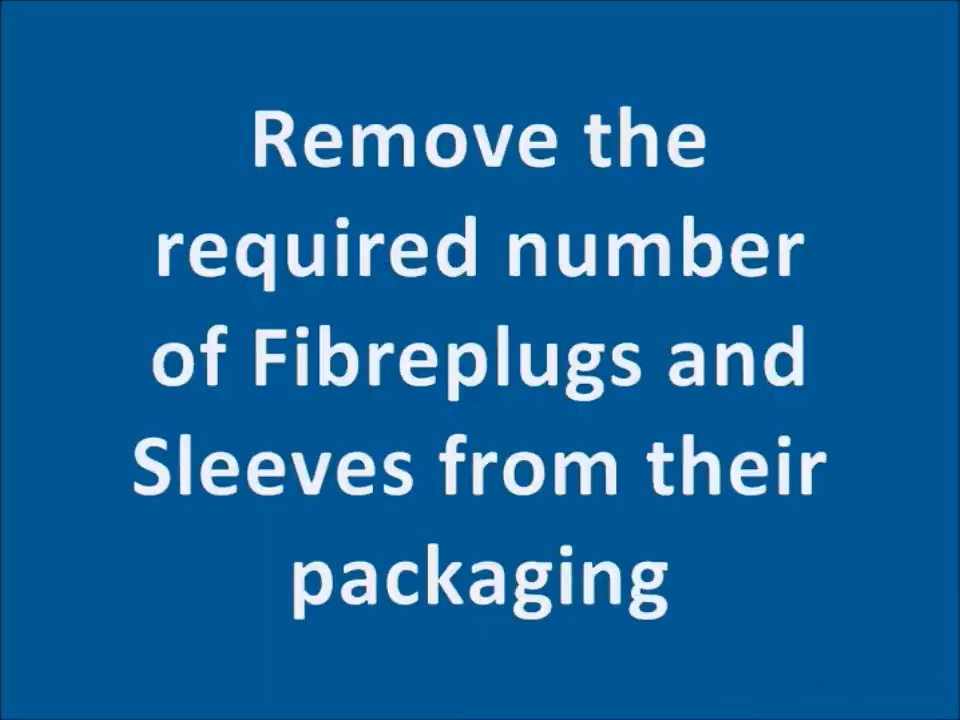 Remove the
required number
of Fibreplugs and
Sleeves from their
packaging